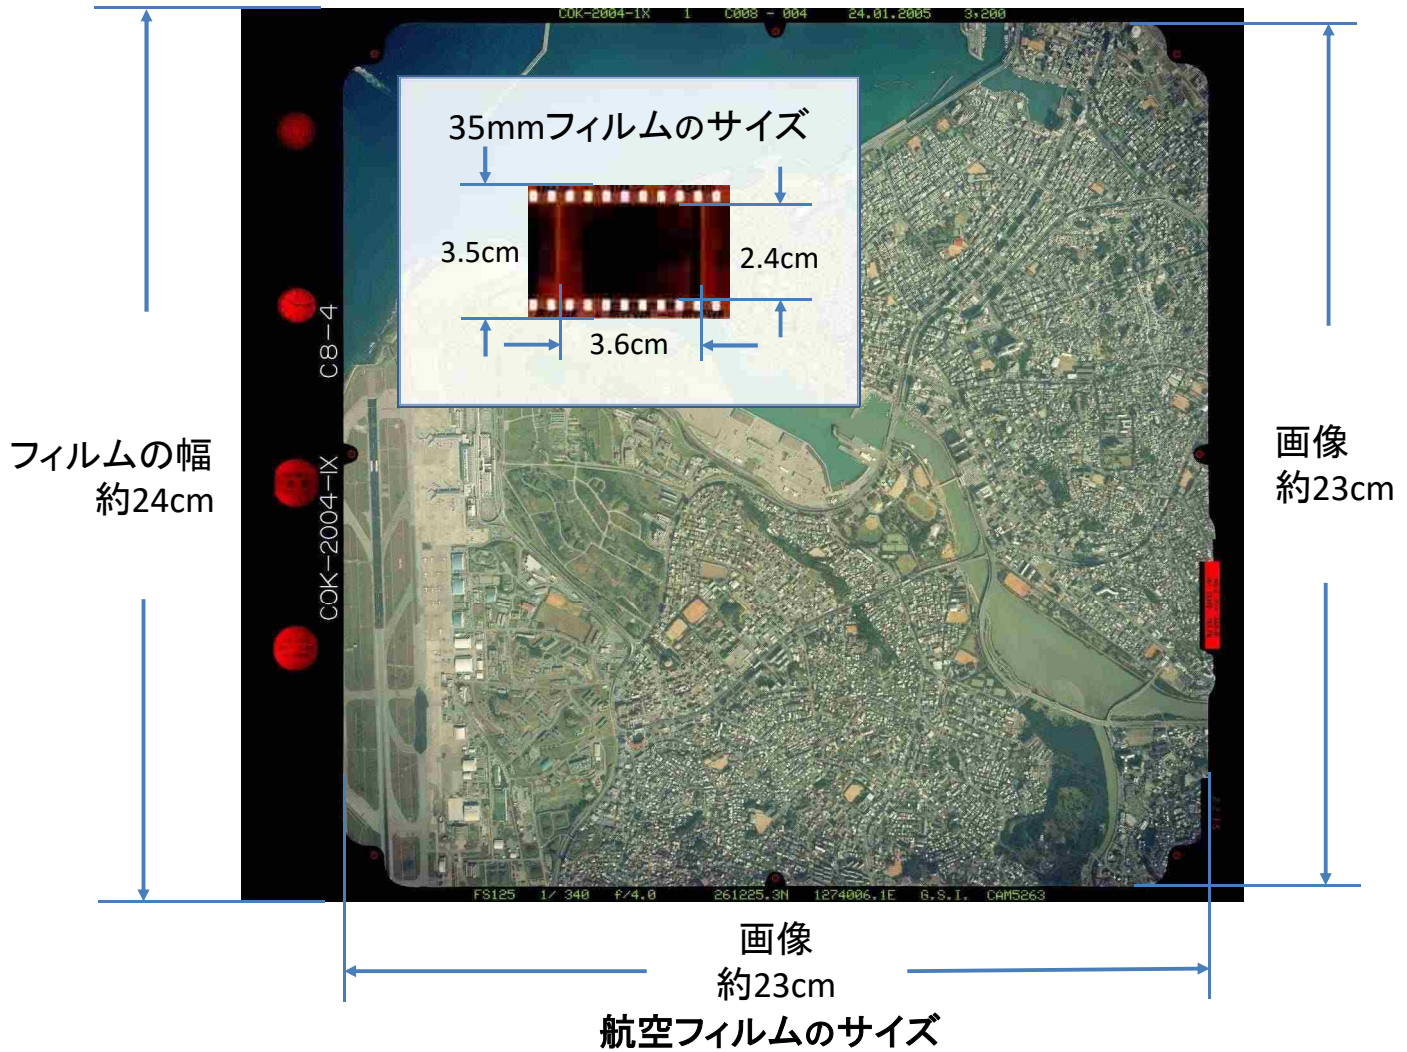 COK-2004-1X 1 C008 - 004 24.01.2005 3,200
35mmフィルムのサイズ
3.5cm
2.4cm
3.6cm
C8-4
COK-2004-IX
フィルムの幅
約24cm
画像
約23cm
FS125 1/ 340 f/4.0 261225.3N 1274006.1E G.S.I. CAM5263
画像
約23cm
航空フィルムのサイズ